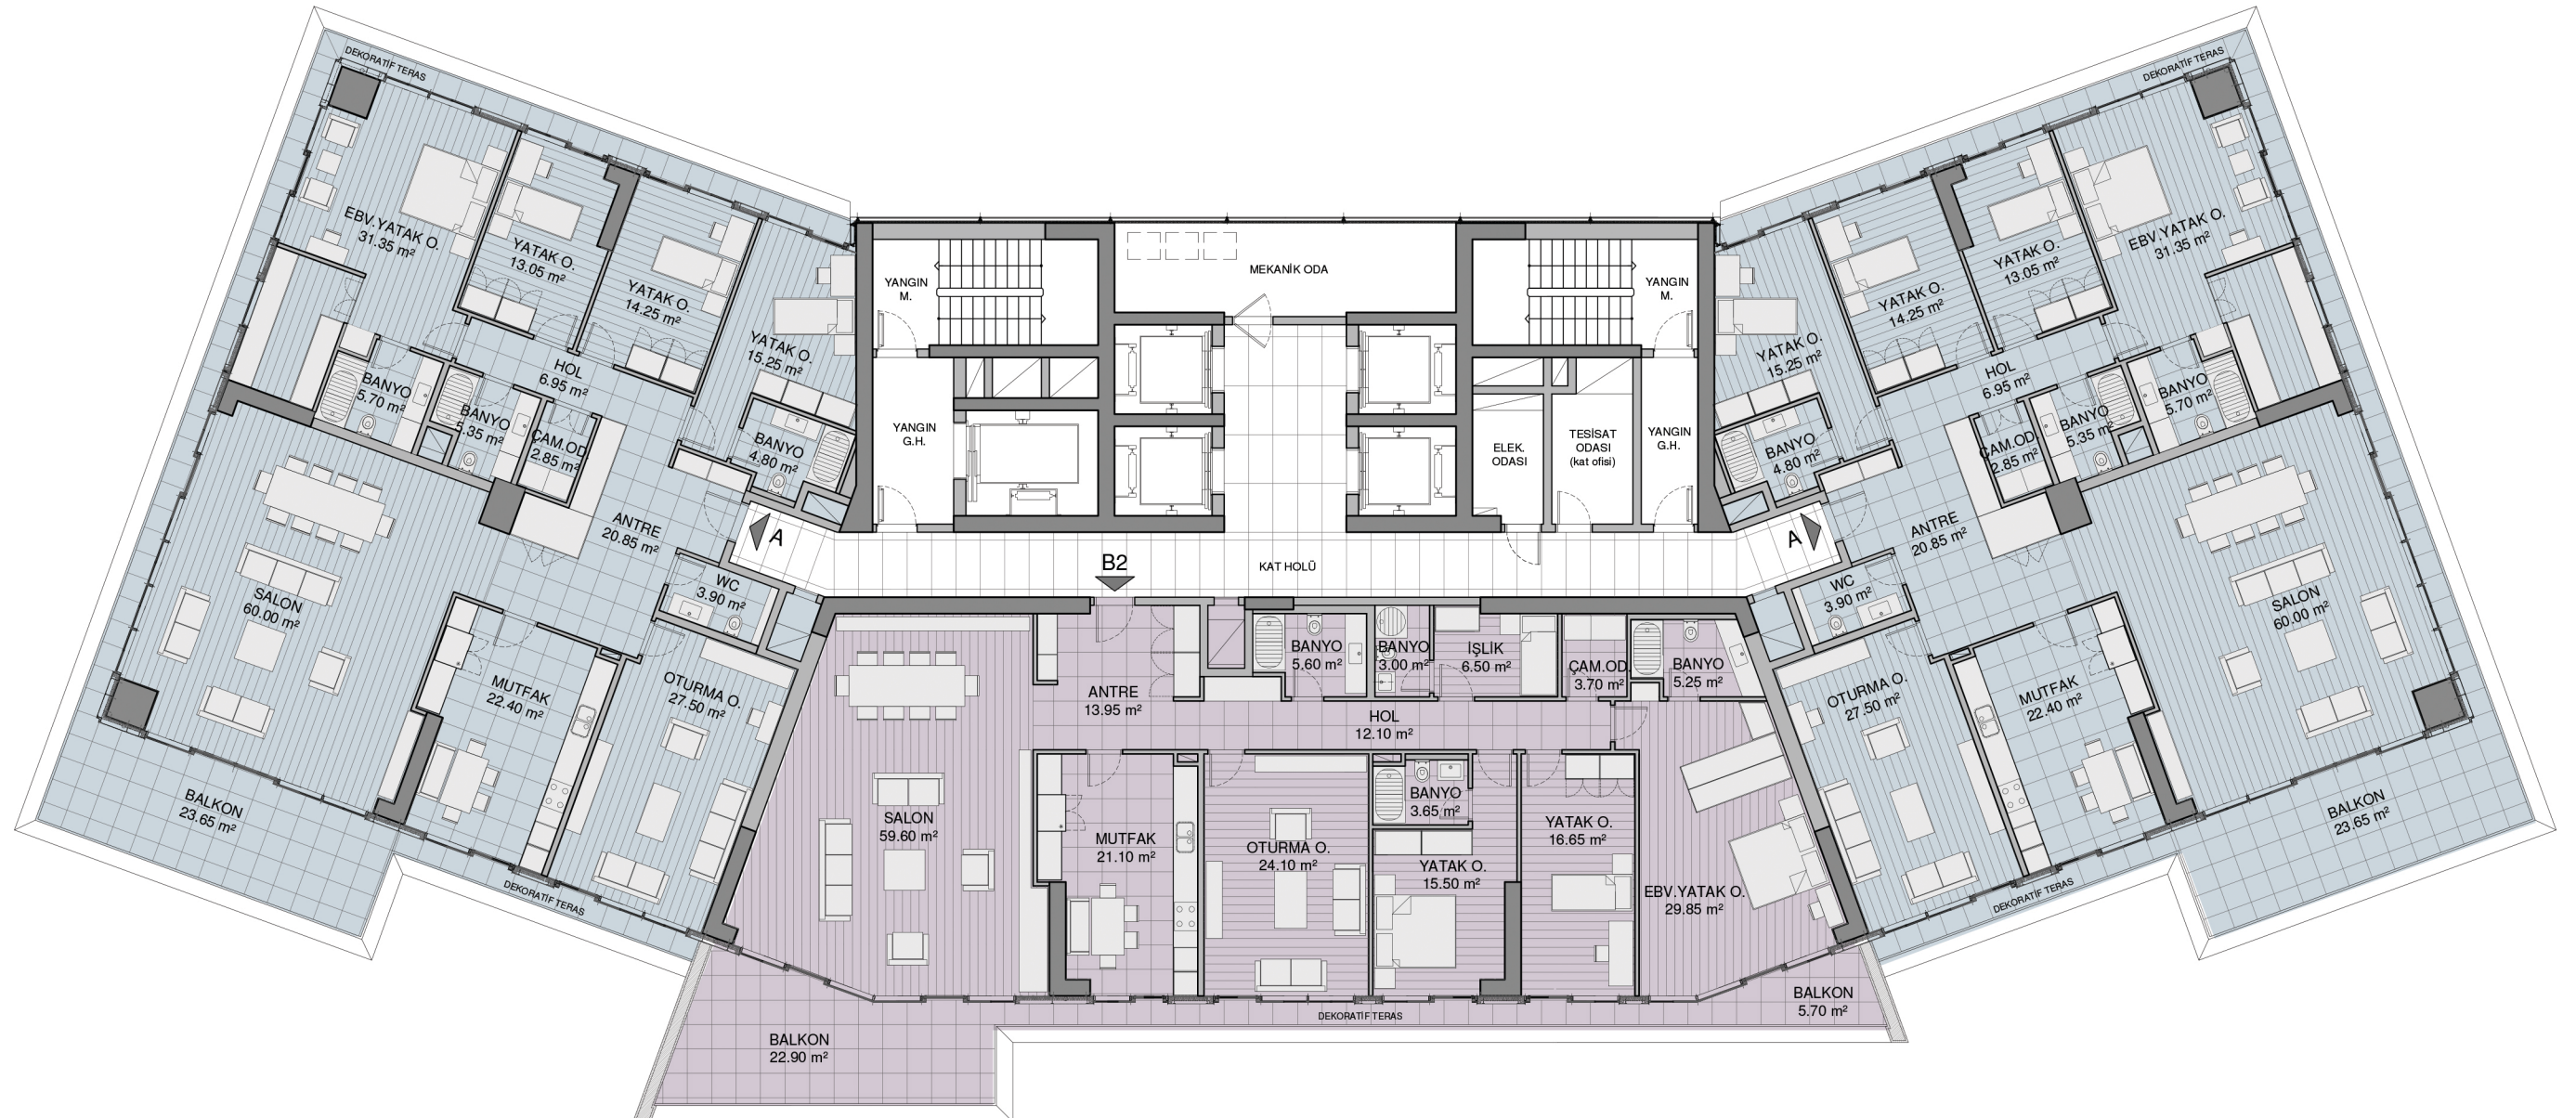 DEKORATİF TERAS
EBV.YATAK O.
31.35 m²
YATAK O.
13.05 m²
YATAK O.
14.25 m²
YATAK O.
15.25 m²
HOL
6.95 m²
BANYO
5.70 m²
BANYO
5.35 m²
ÇAM.OD.
2.85 m²
BANYO
4.80 m²
ANTRE
20.85 m²
A
WC
3.90 m²
SALON
60.00 m²
MUTFAK
22.40 m²
OTURMA O.
27.50 m²
BALKON
23.65 m²
DEKORATİF TERAS
YANGIN
M.
YANGIN
G.H.
MEKANİK ODA
ELEK.
ODASI
TESİSAT
ODASI
(kat ofisi)
YANGIN
M.
YANGIN
G.H.
KAT HOLÜ
B2
SALON
59.60 m²
ANTRE
13.95 m²
BANYO
5.60 m²
BANYO
3.00 m²
İŞLİK
6.50 m²
ÇAM.OD.
3.70 m²
BANYO
5.25 m²
HOL
12.10 m²
MUTFAK
21.10 m²
OTURMA O.
24.10 m²
BANYO
3.65 m²
YATAK O.
15.50 m²
YATAK O.
16.65 m²
EBV.YATAK O.
29.85 m²
BALKON
5.70 m²
DEKORATİF TERAS
BALKON
22.90 m²
DEKORATİF TERAS
EBV.YATAK O.
31.35 m²
YATAK O.
13.05 m²
YATAK O.
14.25 m²
YATAK O.
15.25 m²
HOL
6.95 m²
BANYO
5.70 m²
BANYO
5.35 m²
ÇAM.OD.
2.85 m²
BANYO
4.80 m²
ANTRE
20.85 m²
A
WC
3.90 m²
SALON
60.00 m²
MUTFAK
22.40 m²
OTURMA O.
27.50 m²
BALKON
23.65 m²
DEKORATİF TERAS